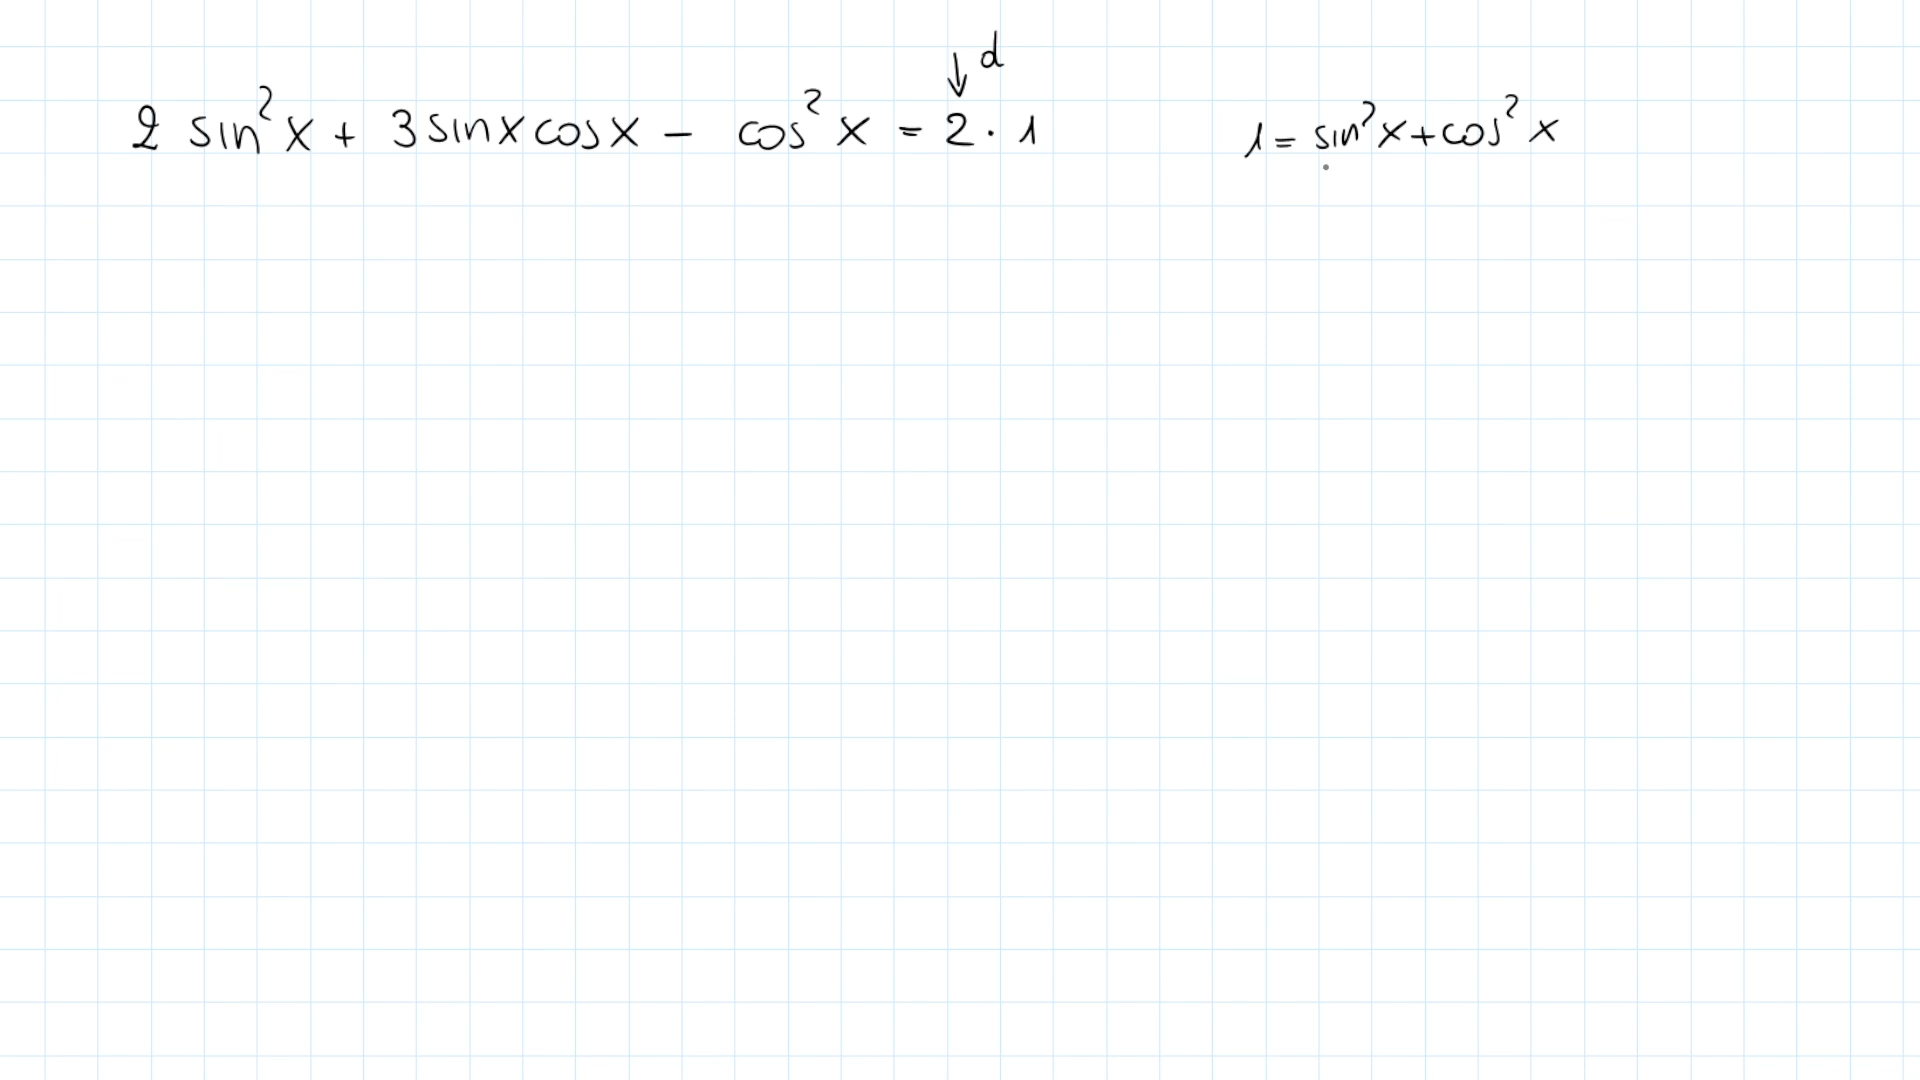 ↓ d
2 sin²x + 3 sinx cosx - cos²x = 2 · 1
1 = sin²x + cos²x